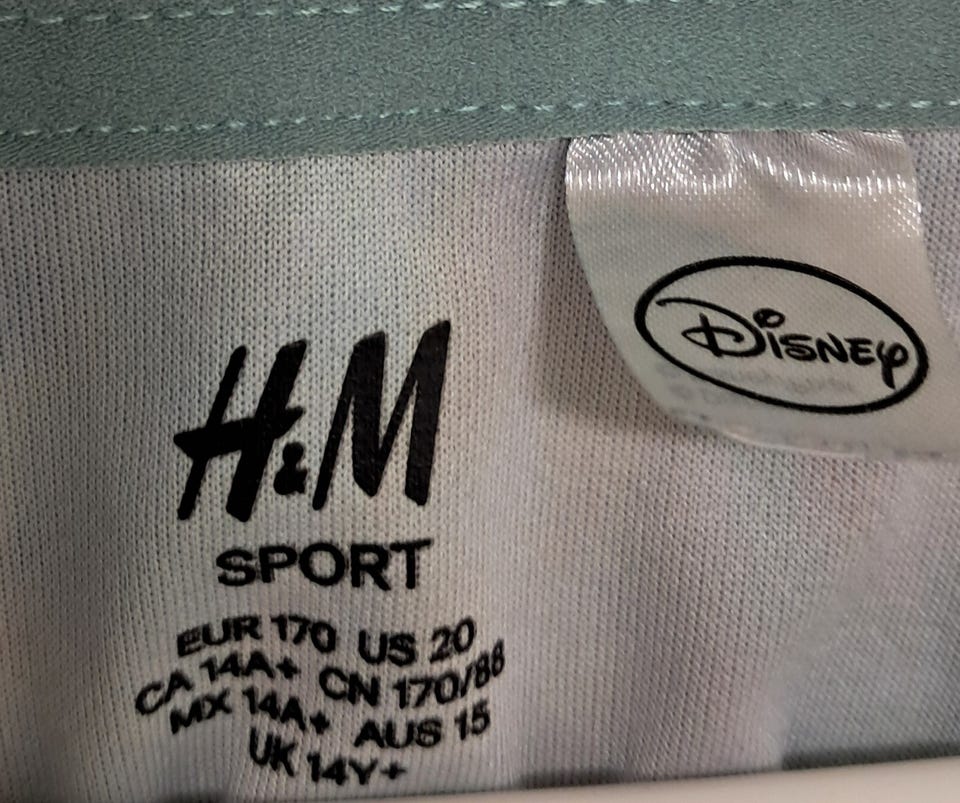 H&M
SPORT
EUR 170 US 20
CA 14A+ CN 170/88
MX 14A+ AUS 15
UK 14Y+
Disney